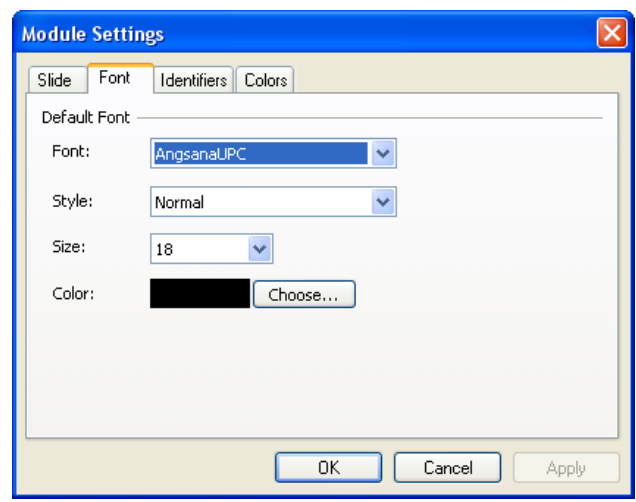 Module Settings
Slide Font Identifiers Colors
Default Font
Font: AngsanaUPC
Style: Normal
Size: 18
Color: Choose...
OK Cancel Apply